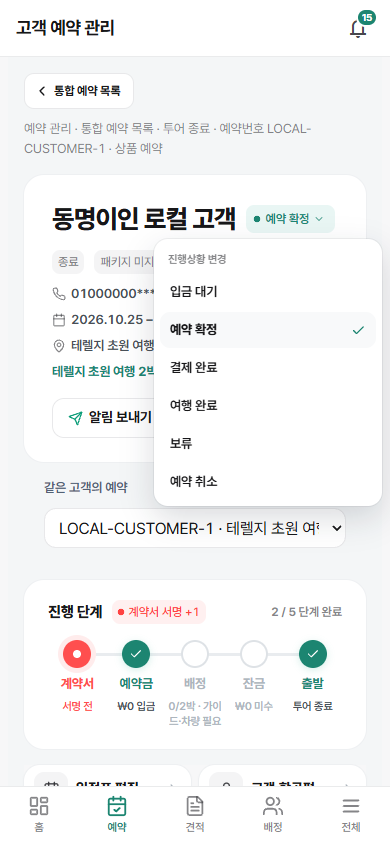 고객 예약 관리
15
통합 예약 목록
예약 관리 · 통합 예약 목록 · 투어 종료 · 예약번호 LOCAL-
CUSTOMER-1 · 상품 예약
동명이인 로컬 고객
예약 확정
종료
패키지 미지
진행상황 변경
입금 대기
예약 확정
결제 완료
여행 완료
보류
예약 취소
01000000***
2026.10.25 –
테렐지 초원 여행
테렐지 초원 여행 2박
알림 보내기
같은 고객의 예약
LOCAL-CUSTOMER-1 · 테렐지 초원 여
진행 단계
계약서 서명 +1
2 / 5 단계 완료
계약서
예약금
배정
잔금
출발
서명 전
₩0 입금
0/2박 · 가이
드·차량 필요
₩0 미수
투어 종료
홈
예약
견적
배정
전체